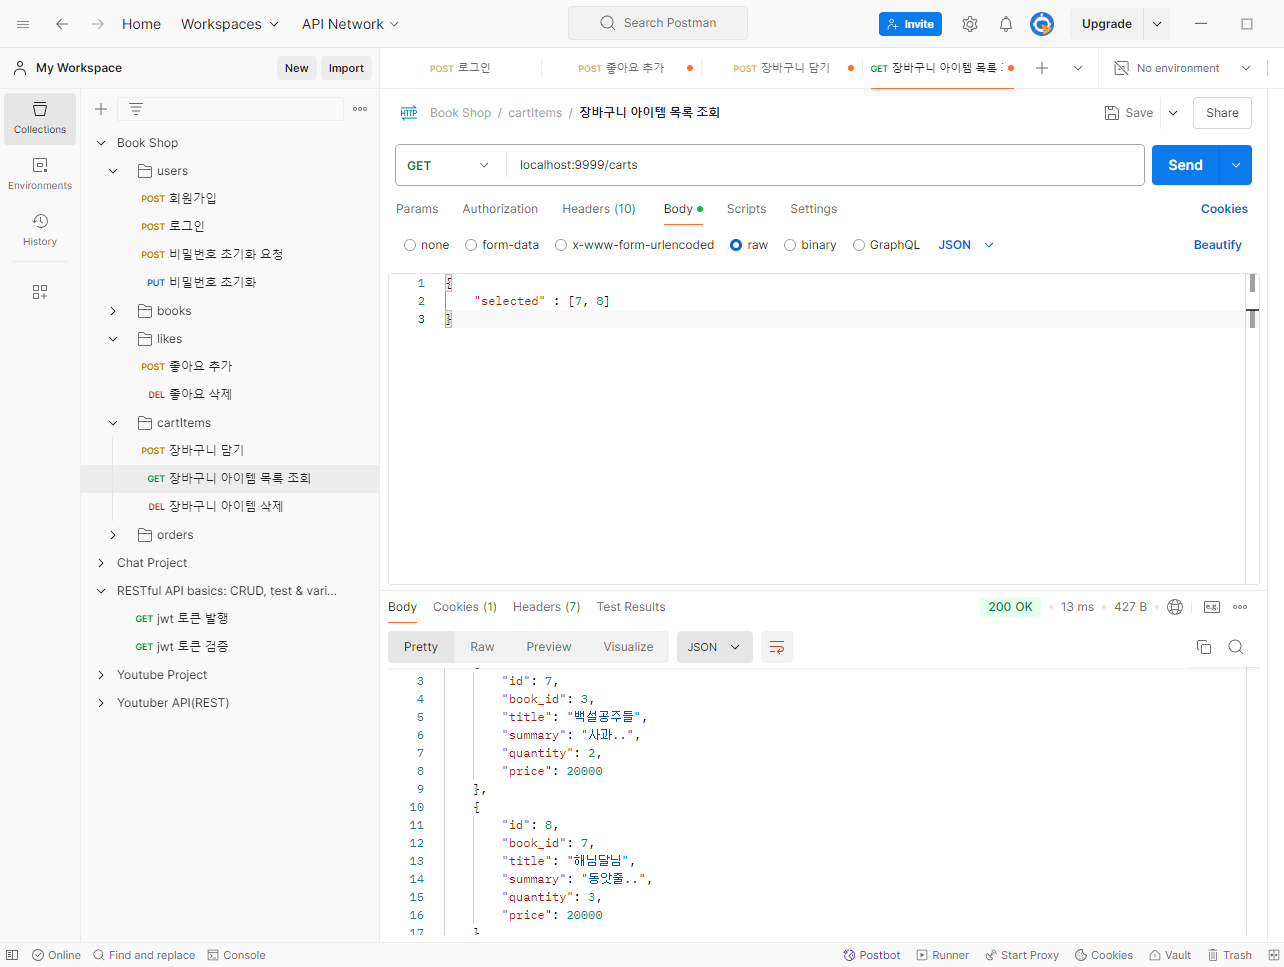 Home Workspaces API Network Search Postman Invite Upgrade
My Workspace New Import
POST 로그인 POST 좋아요 추가 POST 장바구니 담기 GET 장바구니 아이템 목록 : No environment
Collections
Environments
History
Book Shop
users
POST 회원가입
POST 로그인
POST 비밀번호 초기화 요청
PUT 비밀번호 초기화
books
likes
POST 좋아요 추가
DEL 좋아요 삭제
cartItems
POST 장바구니 담기
GET 장바구니 아이템 목록 조회
DEL 장바구니 아이템 삭제
orders
Chat Project
RESTful API basics: CRUD, test & vari...
GET jwt 토큰 발행
GET jwt 토큰 검증
Youtube Project
Youtuber API(REST)
HTTP Book Shop / cartItems / 장바구니 아이템 목록 조회 Save Share
GET localhost:9999/carts Send
Params Authorization Headers (10) Body Scripts Settings Cookies
none form-data x-www-form-urlencoded raw binary GraphQL JSON Beautify
1 {
2 "selected" : [7, 8]
3 }
Body Cookies (1) Headers (7) Test Results 200 OK 13 ms 427 B e.g.
Pretty Raw Preview Visualize JSON
3 "id": 7,
4 "book_id": 3,
5 "title": "백설공주들",
6 "summary": "사과..",
7 "quantity": 2,
8 "price": 20000
9 },
10 {
11 "id": 8,
12 "book_id": 7,
13 "title": "해님달님",
14 "summary": "동앗줄..",
15 "quantity": 3,
16 "price": 20000
17 }
Online Find and replace Console Postbot Runner Start Proxy Cookies Vault Trash